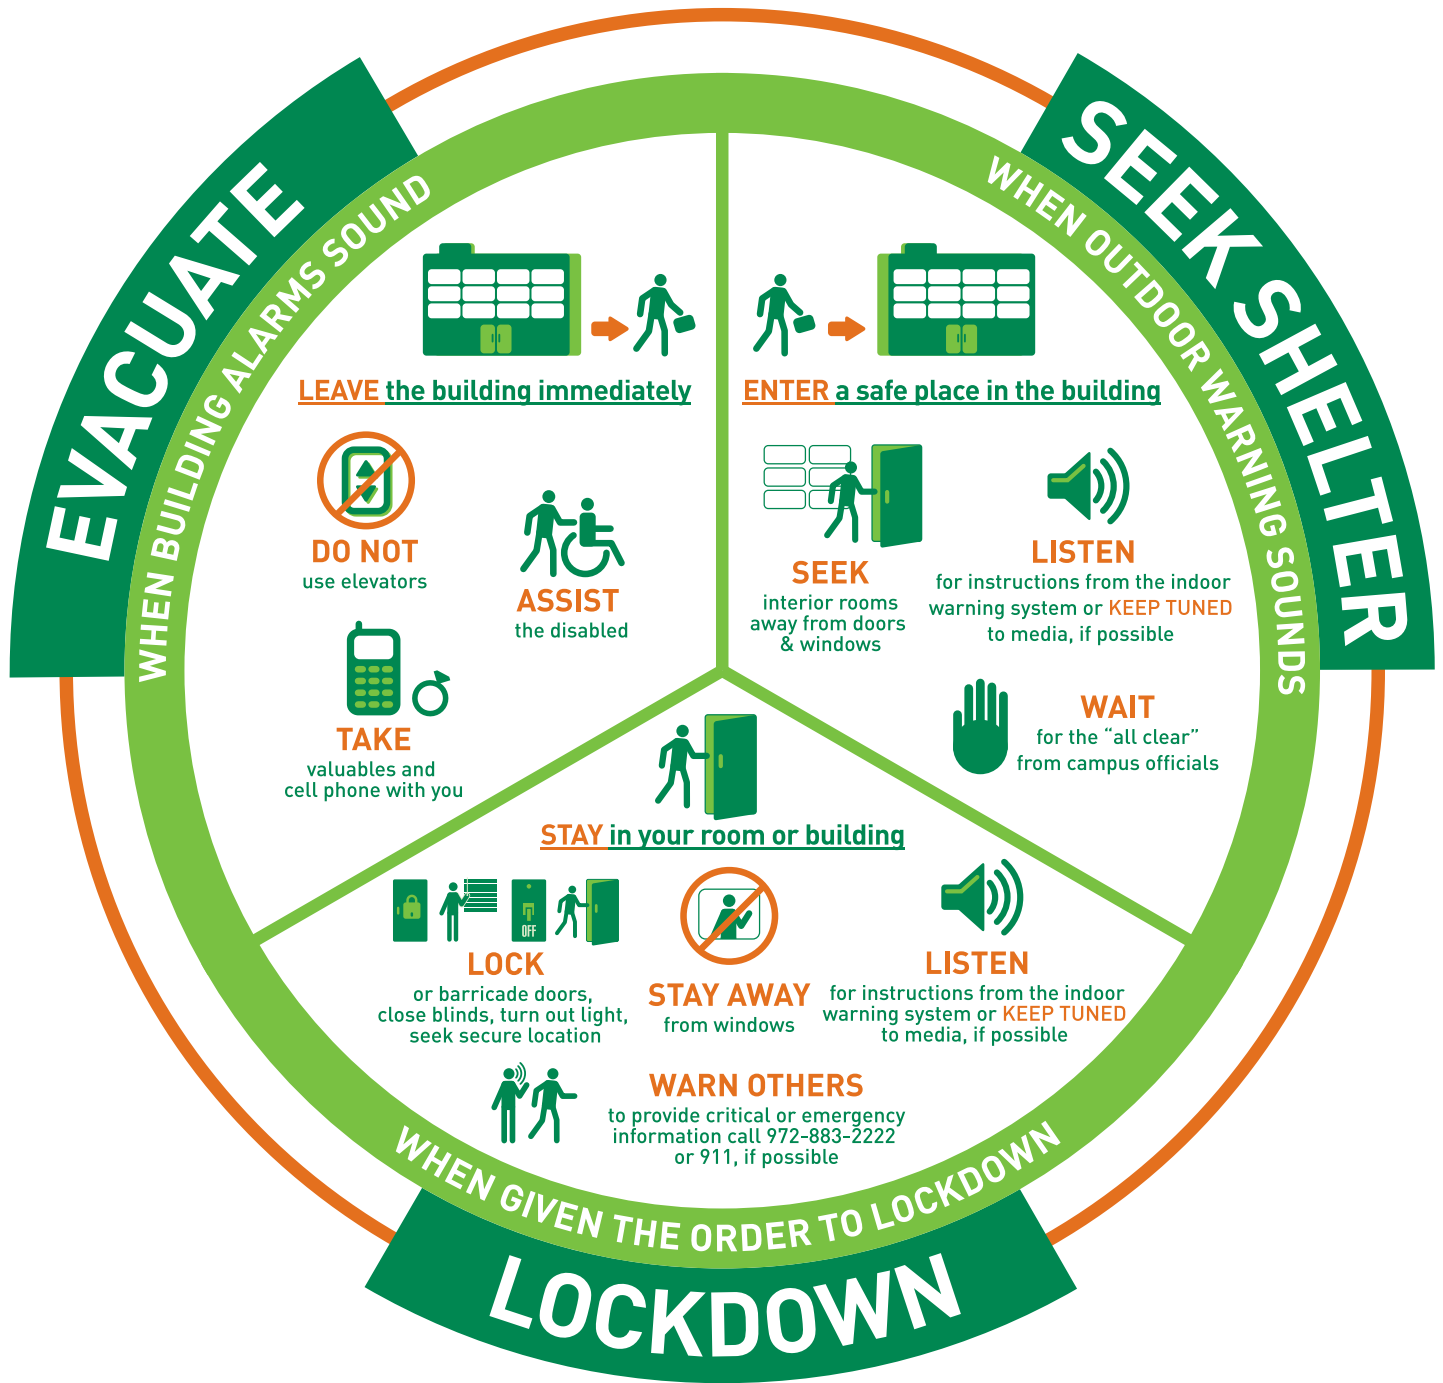 EVACUATE
WHEN BUILDING ALARMS SOUND
LEAVE the building immediately
DO NOT
use elevators
ASSIST
the disabled
TAKE
valuables and
cell phone with you
SEEK SHELTER
WHEN OUTDOOR WARNING SOUNDS
ENTER a safe place in the building
SEEK
interior rooms
away from doors
& windows
LISTEN
for instructions from the indoor
warning system or KEEP TUNED
to media, if possible
WAIT
for the “all clear”
from campus officials
STAY in your room or building
OFF
LOCK
or barricade doors,
close blinds, turn out light,
seek secure location
STAY AWAY
from windows
LISTEN
for instructions from the indoor
warning system or KEEP TUNED
to media, if possible
WARN OTHERS
to provide critical or emergency
information call 972-883-2222
or 911, if possible
WHEN GIVEN THE ORDER TO LOCKDOWN
LOCKDOWN